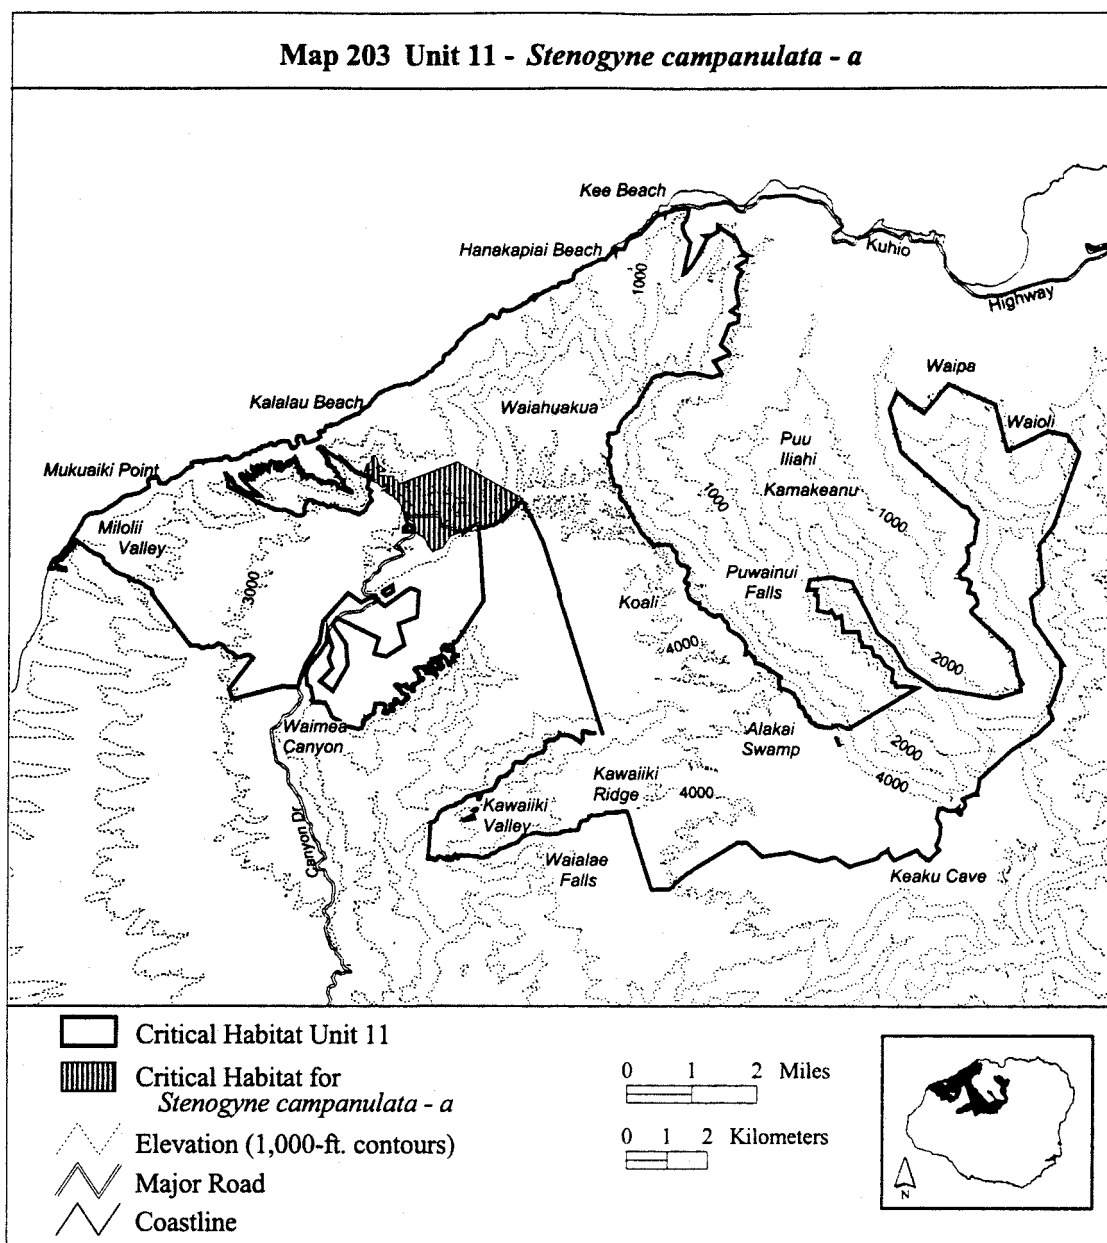 Map 203 Unit 11 - Stenogyne campanulata - a
Kee Beach
Hanakapiai Beach
Kuhio
Highway
1000
Waipa
Kalalau Beach
Waiahuakua
Waioli
Puu
Iliahi
Mukuaiki Point
Kamakeanu
1000
1000
Milolii
Valley
3000
Puwainui
Falls
Koali
4000
2000
Waimea
Canyon
Alakai
Swamp
2000
4000
Kawaiiki
Ridge
4000
Kawaiiki
Valley
Canyon Dr
Waialae
Falls
Keaku Cave
Critical Habitat Unit 11
Critical Habitat for
Stenogyne campanulata - a
Elevation (1,000-ft. contours)
Major Road
Coastline
0 1 2 Miles
0 1 2 Kilometers
N